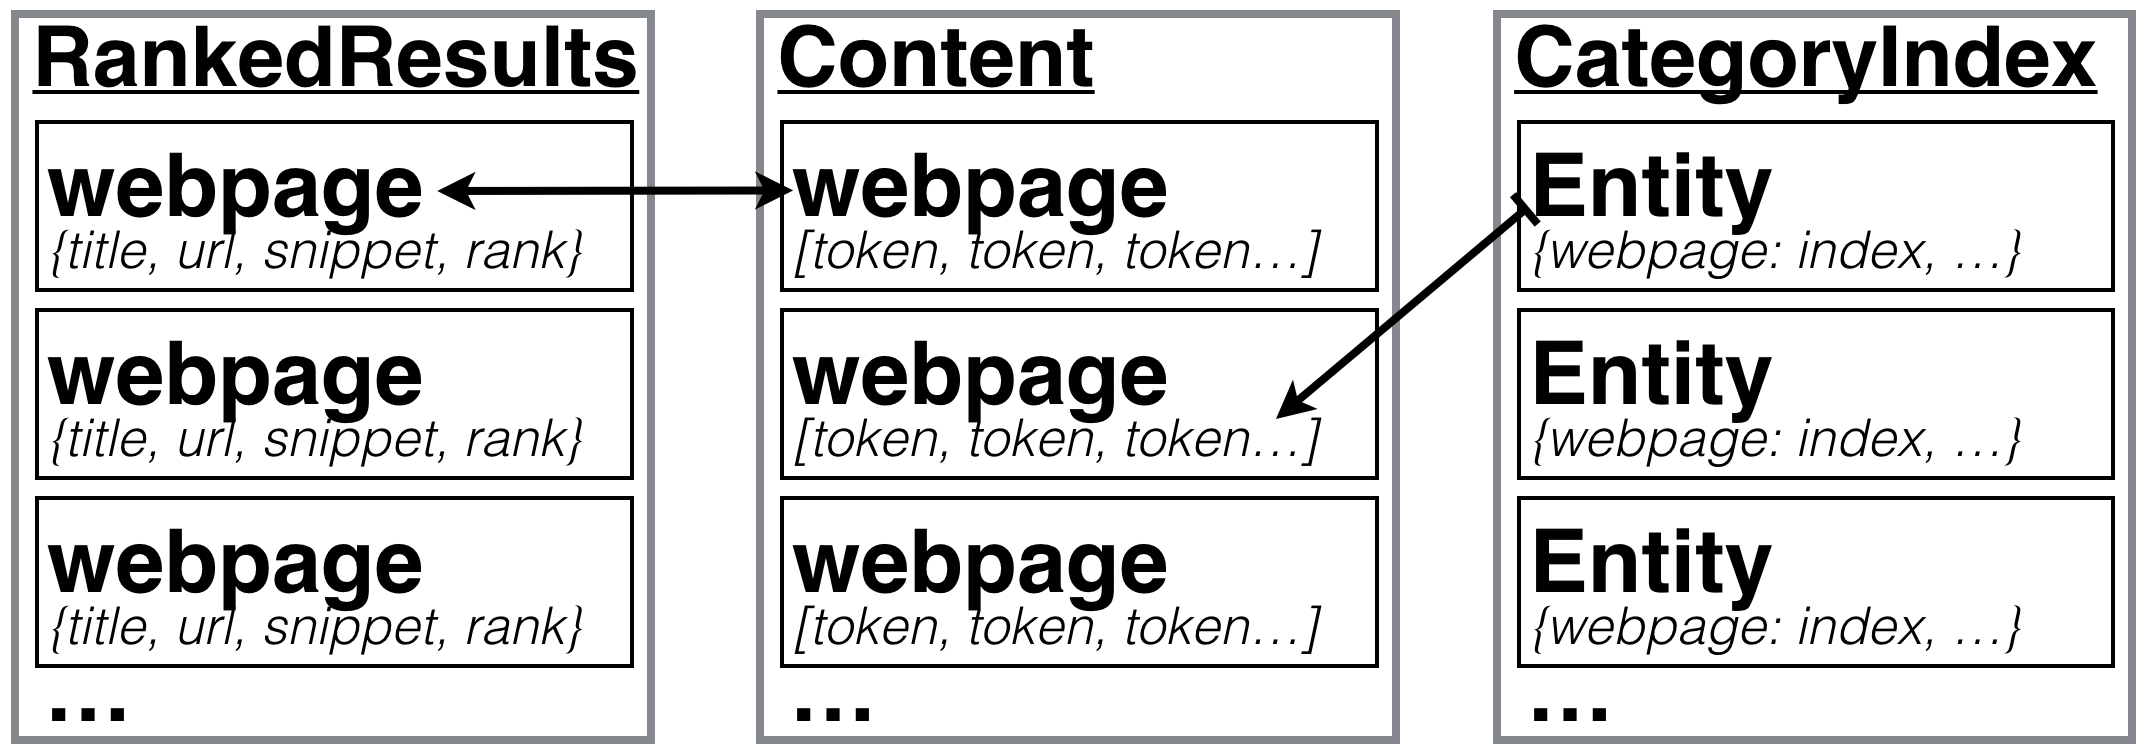 RankedResults
webpage
{title, url, snippet, rank}
webpage
{title, url, snippet, rank}
webpage
{title, url, snippet, rank}
...
Content
webpage
[token, token, token...]
webpage
[token, token, token...]
webpage
[token, token, token...]
...
CategoryIndex
Entity
{webpage: index, ...}
Entity
{webpage: index, ...}
Entity
{webpage: index, ...}
...